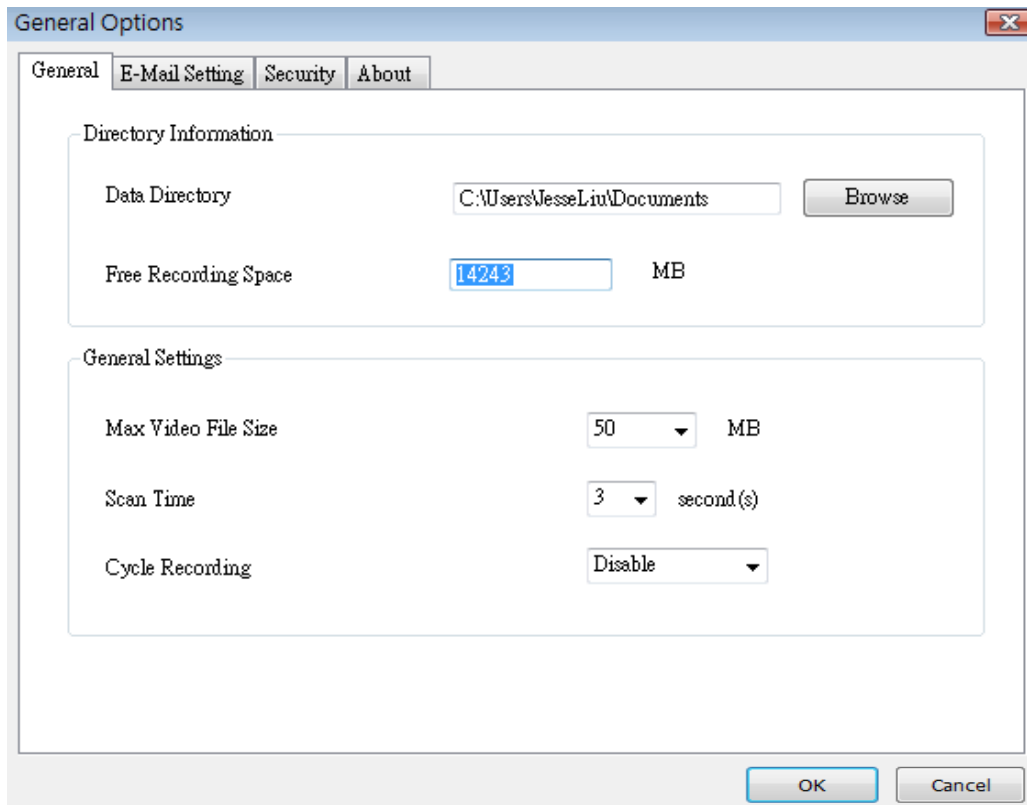 General Options
General E-Mail Setting Security About
Directory Information
Data Directory C:\Users\JesseLiu\Documents Browse
Free Recording Space 14243 MB
General Settings
Max Video File Size 50 MB
Scan Time 3 second(s)
Cycle Recording Disable
OK Cancel